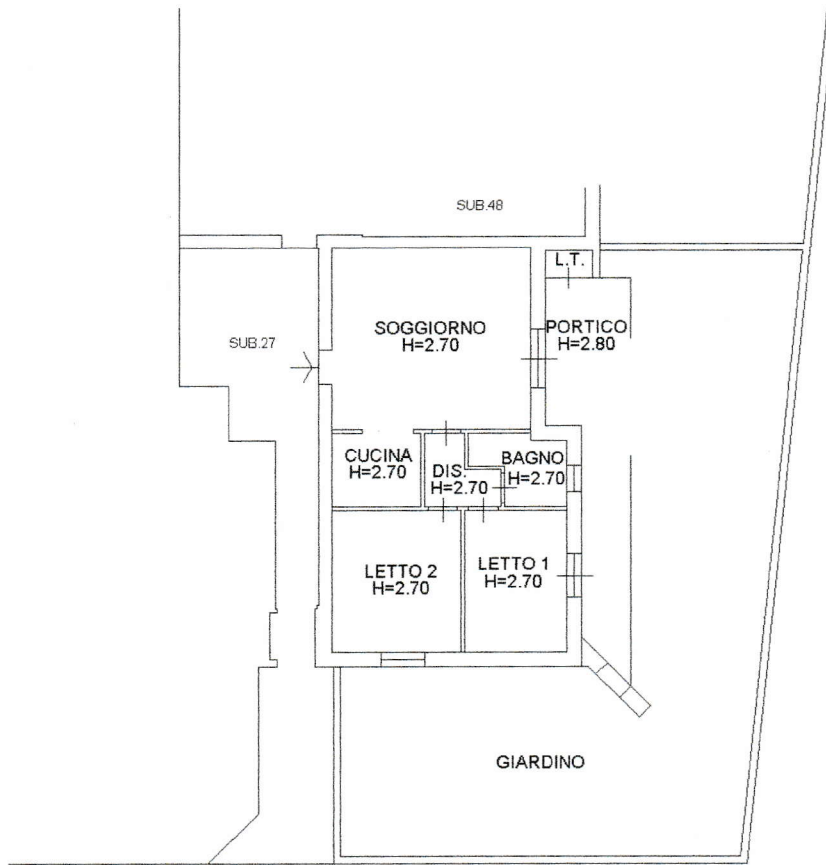 SUB.48
L.T.
SOGGIORNO
H=2.70
PORTICO
H=2.80
SUB.27
CUCINA
H=2.70
DIS.
H=2.70
BAGNO
H=2.70
LETTO 2
H=2.70
LETTO 1
H=2.70
GIARDINO